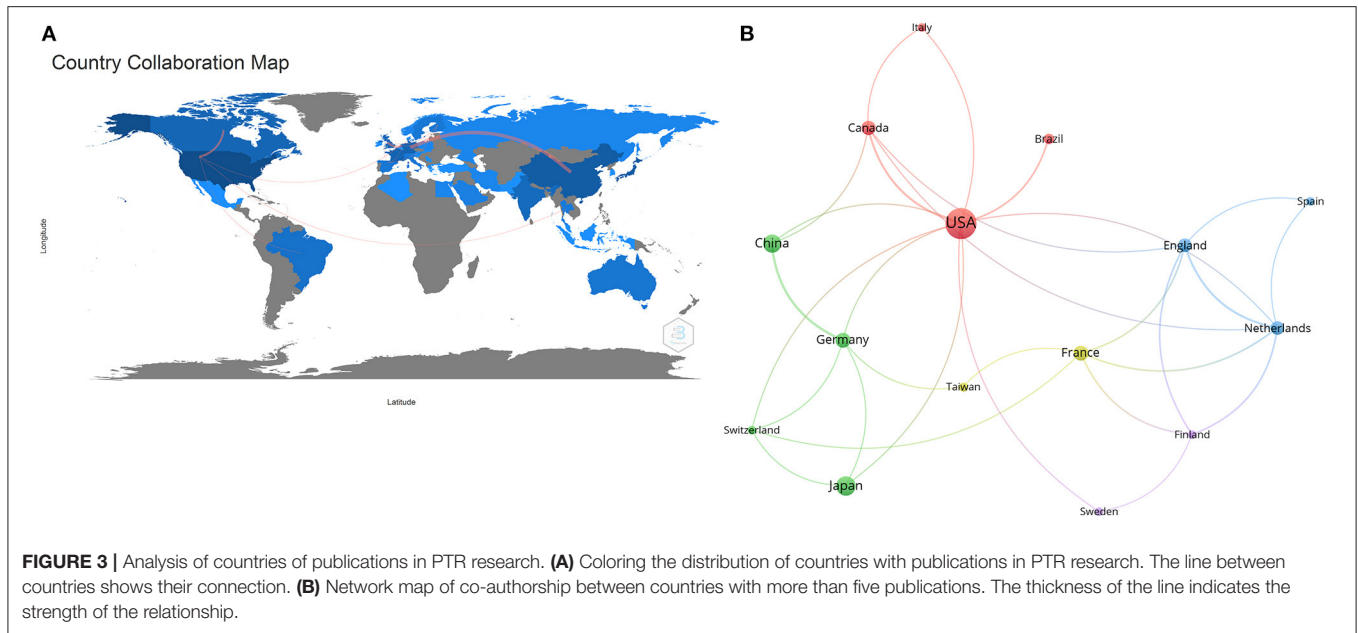 A
Country Collaboration Map
Longitude
Latitude
B
Italy
Canada
Brazil
USA
Spain
China
England
Netherlands
Germany
France
Taiwan
Switzerland
Finland
Japan
Sweden
FIGURE 3 | Analysis of countries of publications in PTR research. (A) Coloring the distribution of countries with publications in PTR research. The line between
countries shows their connection. (B) Network map of co-authorship between countries with more than five publications. The thickness of the line indicates the
strength of the relationship.